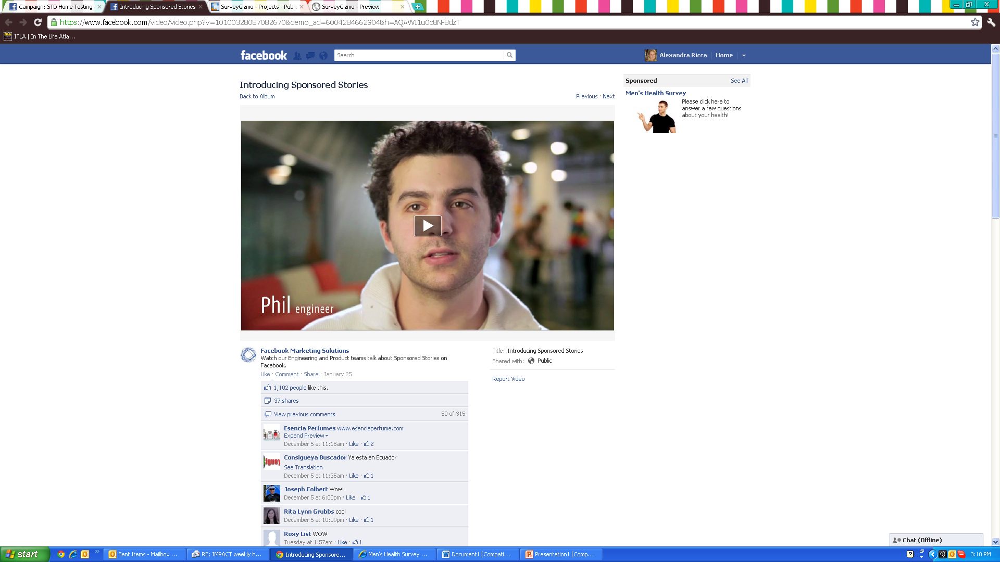 Campaign: STD Home Testing
Introducing Sponsored Stories
SurveyGizmo - Projects - Publi
SurveyGizmo - Preview
https://www.facebook.com/video/video.php?v=10100328087082670&demo_ad=6004284662904&h=AQAWI1u0c8N-8dzT
ITLA | In The Life Atla...
facebook
Search
Alexandra Ricca
Home
Introducing Sponsored Stories
Back to Album
Previous · Next
Sponsored
See All
Men's Health Survey
Please click here to
answer a few questions
about your health!
Phil engineer
Facebook Marketing Solutions
Watch our Engineering and Product teams talk about Sponsored Stories on
Facebook.
Like · Comment · Share · January 25
Title: Introducing Sponsored Stories
Shared with: Public
Report Video
1,102 people like this.
37 shares
View previous comments
50 of 315
Esencia Perfumes www.esenciaperfume.com
Expand Preview
December 5 at 11:18am · Like · 2
Consigueya Buscador Ya esta en Ecuador
See Translation
December 5 at 11:35am · Like · 1
Joseph Colbert Wow!
December 5 at 6:00pm · Like · 1
Rita Lynn Grubbs cool
December 5 at 10:09pm · Like · 1
Roxy List WOW
Tuesday at 1:57am · Like · 1
Chat (Offline)
start
Sent Items - Mailbox ...
RE: IMPACT weekly b...
Introducing Sponsore...
Men's Health Survey ...
Document1 [Compati...
Presentation1 [Comp...
3:10 PM